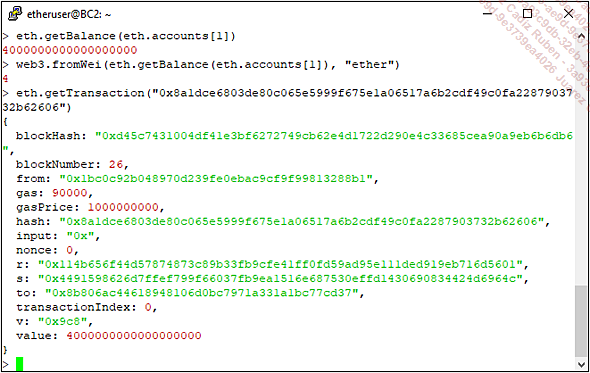 etheruser@BC2: ~
> eth.getBalance(eth.accounts[1])
4000000000000000000
> web3.fromWei(eth.getBalance(eth.accounts[1]), "ether")
4
> eth.getTransaction("0x8a1dce6803de80c065e5999f675e1a06517a6b2cdf49c0fa22879037
32b62606")
{
blockHash: "0xd45c7431004df41e3bf6272749cb62e4d1722d290e4c33685cea90a9eb6b6db6
",
blockNumber: 26,
from: "0x1bc0c92b048970d239fe0ebac9cf9f99813288b1",
gas: 90000,
gasPrice: 1000000000,
hash: "0x8a1dce6803de80c065e5999f675e1a06517a6b2cdf49c0fa2287903732b62606",
input: "0x",
nonce: 0,
r: "0x114b656f44d57874873c89b33fb9cfe41ff0fd59ad95e111ded919eb716d5601",
s: "0x4491598626d7ffef799f66037fb9ea1516e687530effd1430690834424d6964c",
to: "0x8b806ac44618948106d0bc7971a331a1bc77cd37",
transactionIndex: 0,
v: "0x9c8",
value: 4000000000000000000
}
>